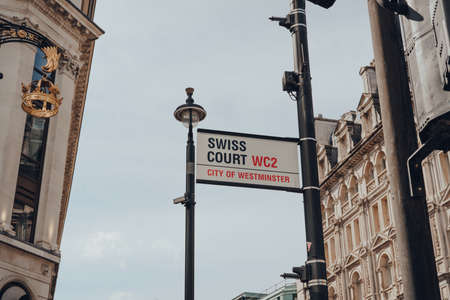 SWISS
COURT WC2
CITY OF WESTMINSTER